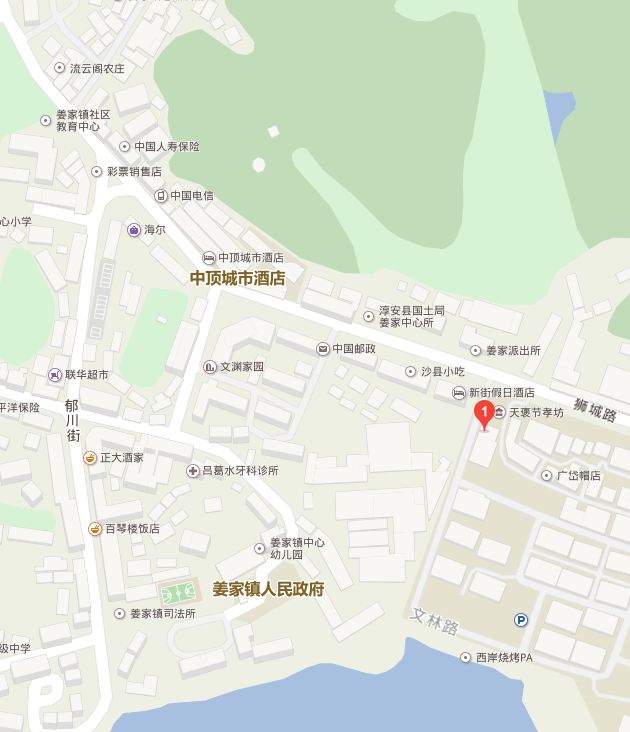 流云阁农庄
姜家镇社区
教育中心
中国人寿保险
彩票销售店
中国电信
心小学
海尔
中顶城市酒店
中顶城市酒店
淳安县国土局
姜家中心所
中国邮政
姜家派出所
文渊家园
沙县小吃
联华超市
新街假日酒店
平洋保险
郁川街
1
天褒节孝坊
狮城路
正大酒家
吕葛水牙科诊所
广岱帽店
百琴楼饭店
姜家镇中心
幼儿园
姜家镇人民政府
姜家镇司法所
文林路
P
级中学
西岸烧烤PA